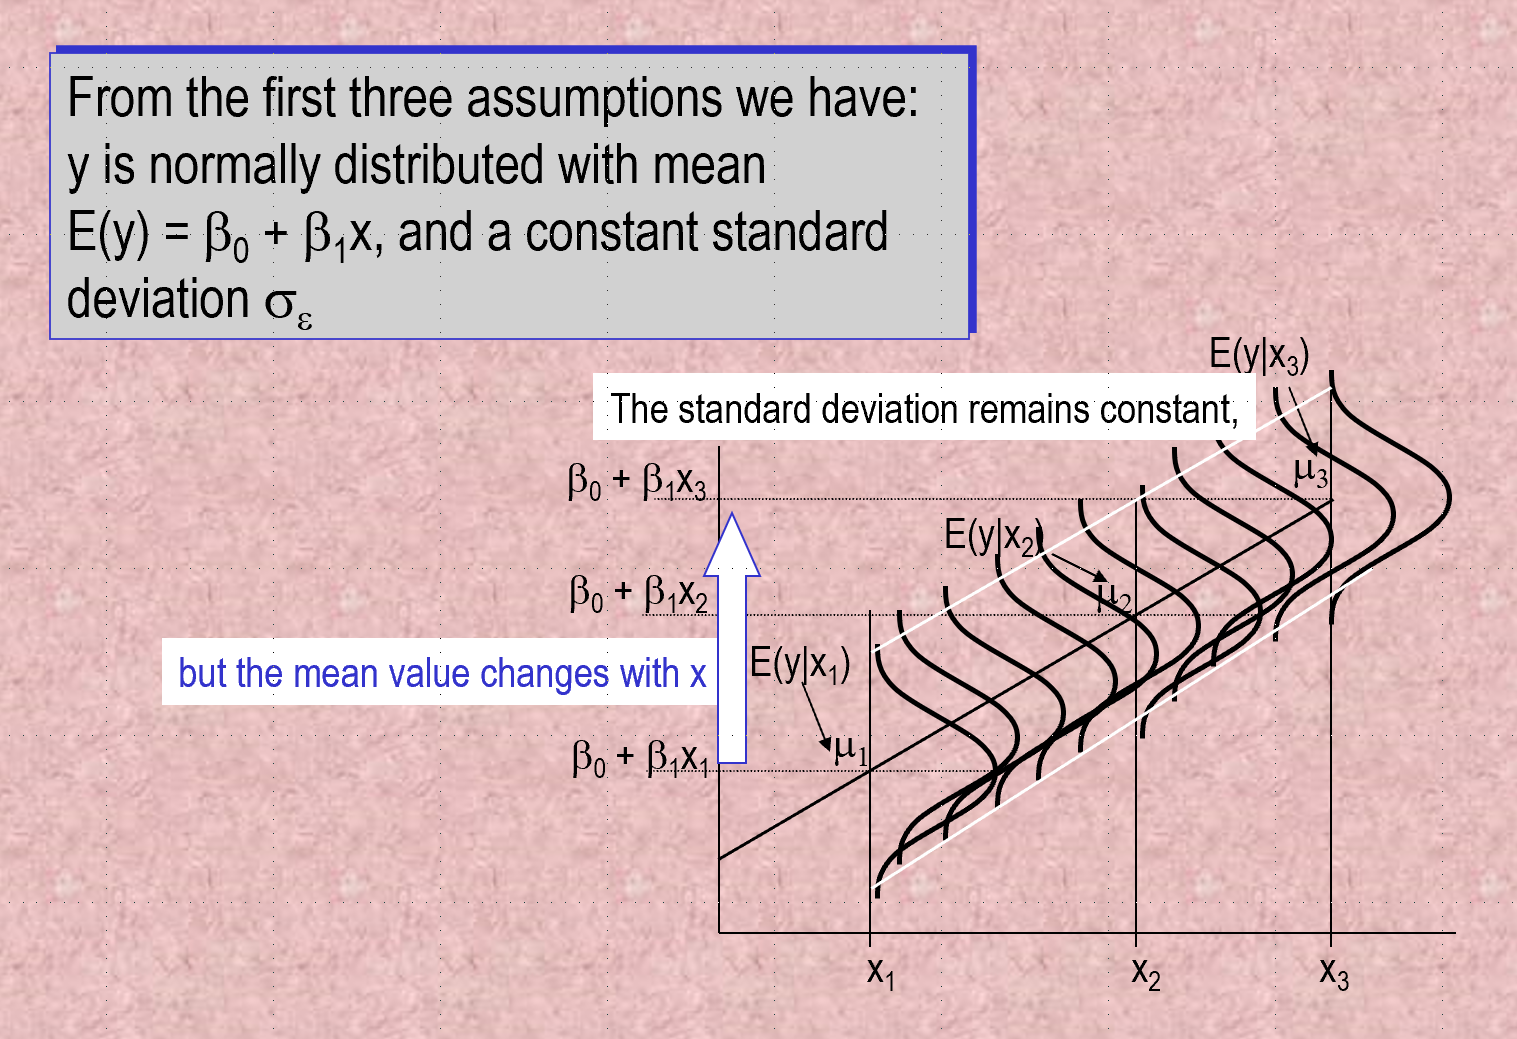 From the first three assumptions we have:
y is normally distributed with mean
E(y) = β₀ + β₁x, and a constant standard
deviation σ_ε
E(y|x₃)
The standard deviation remains constant,
μ₃
β₀ + β₁x₃
E(y|x₂)
β₀ + β₁x₂
μ₂
but the mean value changes with x
E(y|x₁)
β₀ + β₁x₁
μ₁
x₁
x₂
x₃